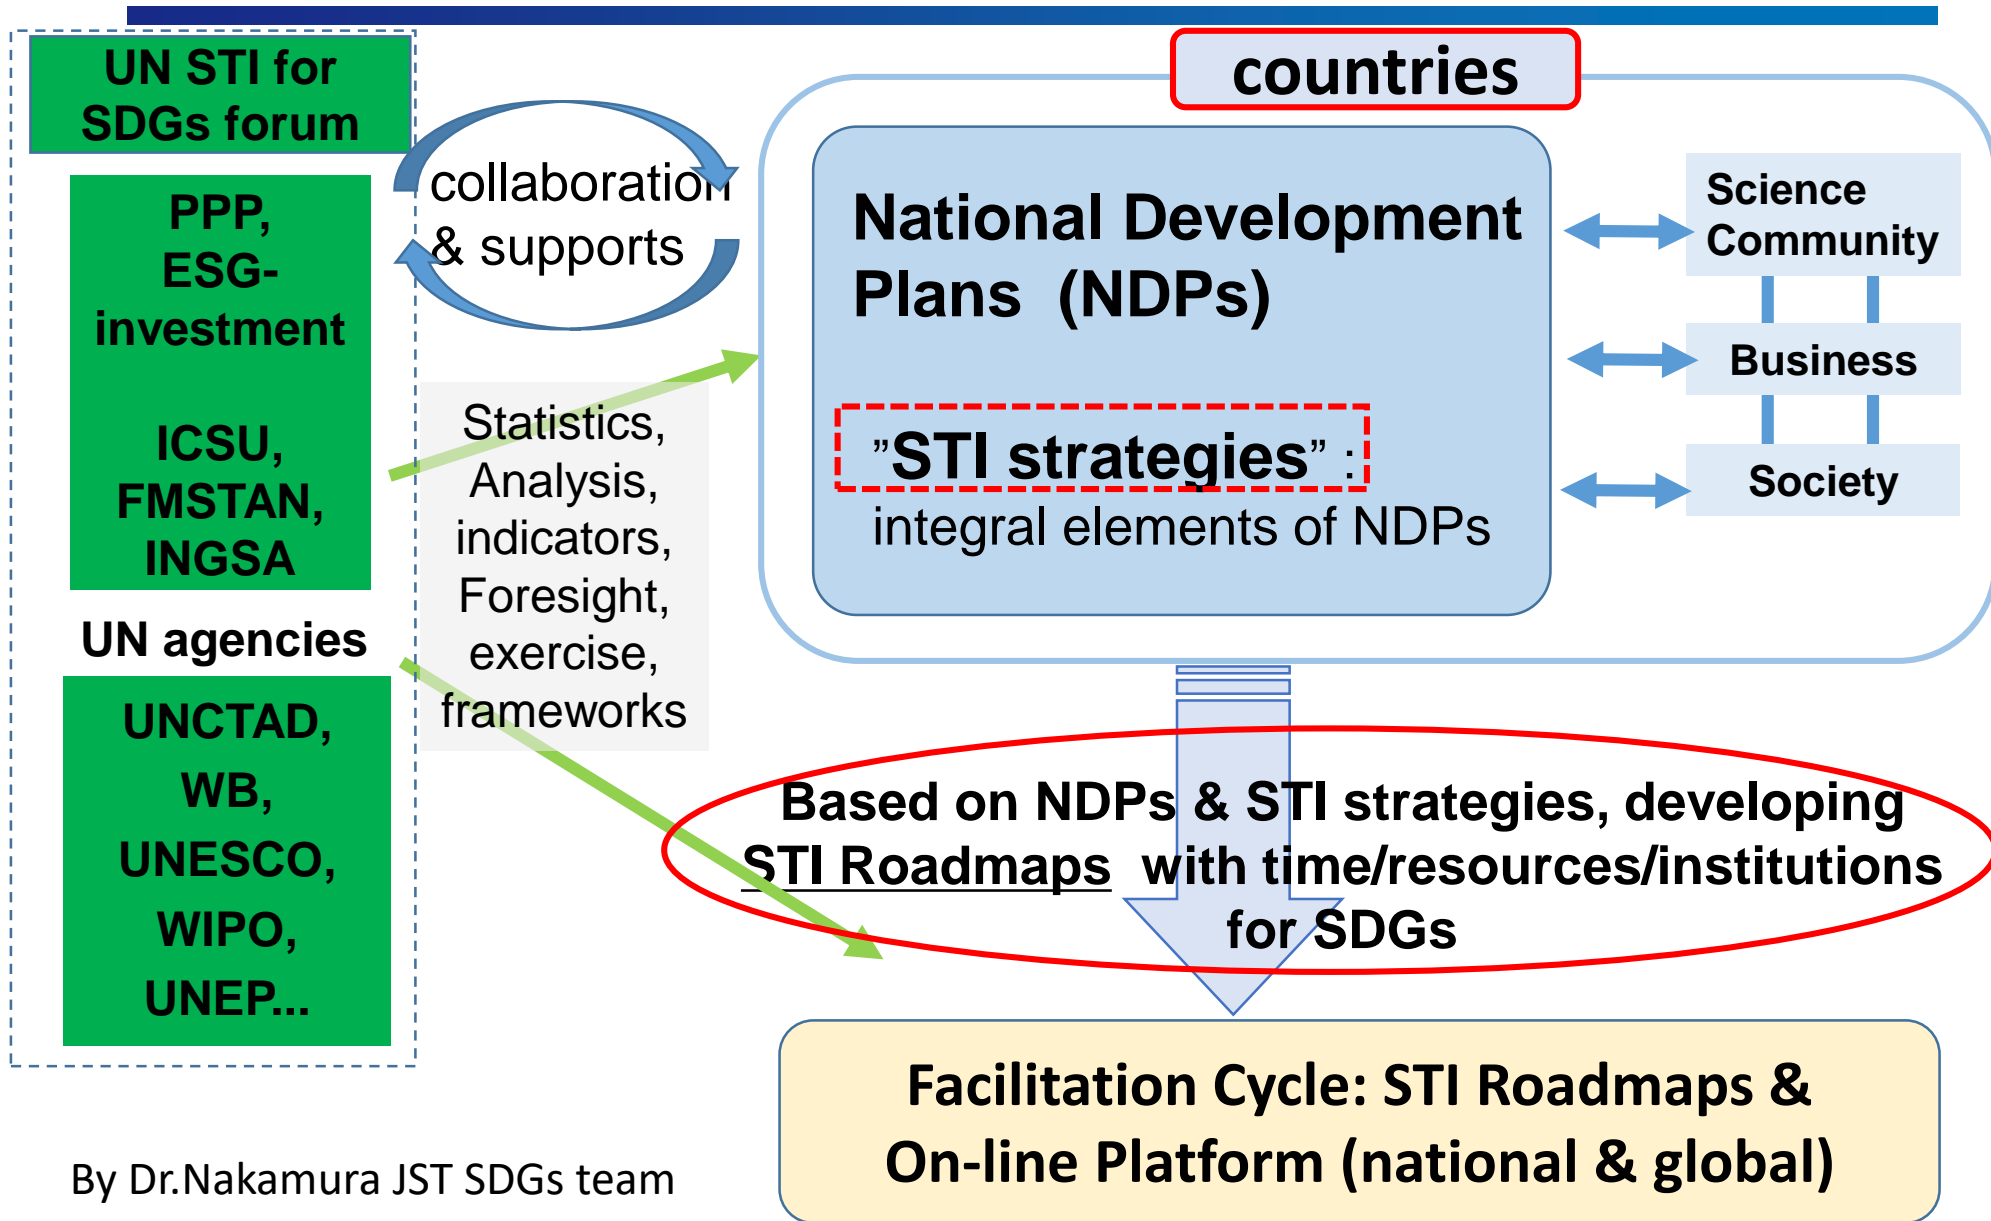 UN STI for
SDGs forum
PPP,
ESG-
investment
ICSU,
FMSTAN,
INGSA
UN agencies
UNCTAD,
WB,
UNESCO,
WIPO,
UNEP...
collaboration
& supports
Statistics,
Analysis,
indicators,
Foresight,
exercise,
frameworks
countries
National Development
Plans (NDPs)
”STI strategies” :
integral elements of NDPs
Science
Community
Business
Society
Based on NDPs & STI strategies, developing
STI Roadmaps with time/resources/institutions
for SDGs
Facilitation Cycle: STI Roadmaps &
On-line Platform (national & global)
By Dr.Nakamura JST SDGs team